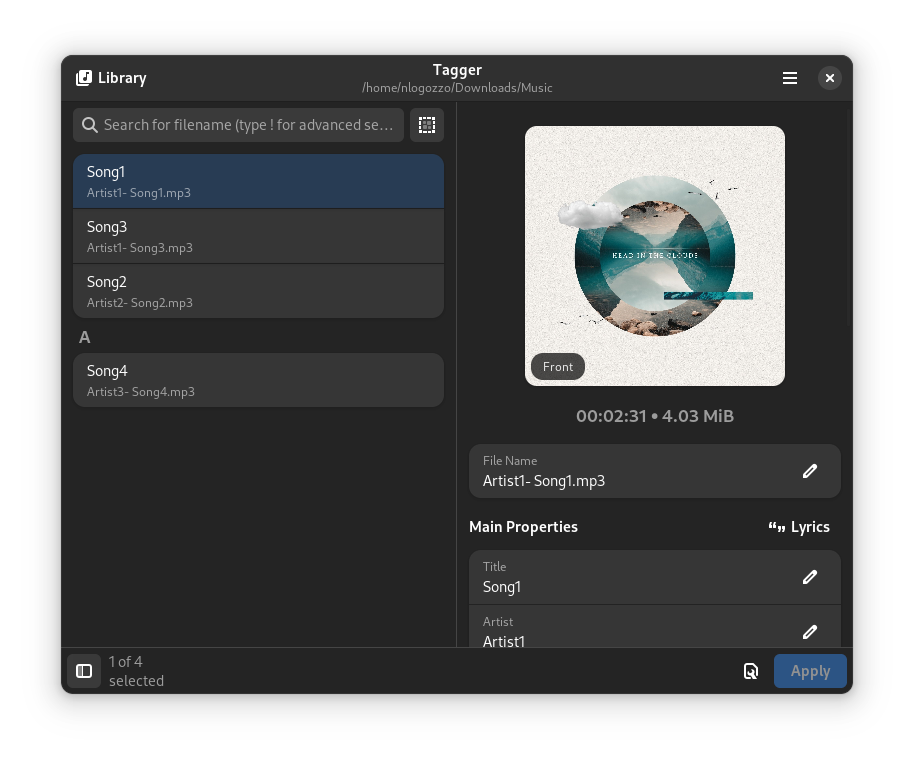 Library
Tagger
/home/nlogozzo/Downloads/Music
Search for filename (type ! for advanced se...
Song1
Artist1- Song1.mp3
Song3
Artist1- Song3.mp3
Song2
Artist2- Song2.mp3
A
Song4
Artist3- Song4.mp3
1 of 4
selected
HEAD IN THE CLOUDS
Front
00:02:31 • 4.03 MiB
File Name
Artist1- Song1.mp3
Main Properties
Lyrics
Title
Song1
Artist
Artist1
Apply